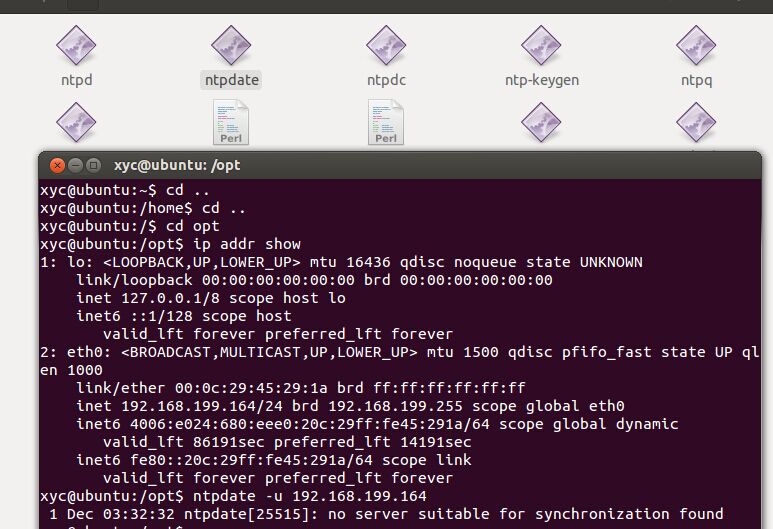 ntpd
ntpdate
ntpdc
ntp-keygen
ntpq
Perl
Perl
xyc@ubuntu: /opt
xyc@ubuntu:~$ cd ..
xyc@ubuntu:/home$ cd ..
xyc@ubuntu:/$ cd opt
xyc@ubuntu:/opt$ ip addr show
1: lo: <LOOPBACK,UP,LOWER_UP> mtu 16436 qdisc noqueue state UNKNOWN
link/loopback 00:00:00:00:00:00 brd 00:00:00:00:00:00
inet 127.0.0.1/8 scope host lo
inet6 ::1/128 scope host
valid_lft forever preferred_lft forever
2: eth0: <BROADCAST,MULTICAST,UP,LOWER_UP> mtu 1500 qdisc pfifo_fast state UP ql
en 1000
link/ether 00:0c:29:45:29:1a brd ff:ff:ff:ff:ff:ff
inet 192.168.199.164/24 brd 192.168.199.255 scope global eth0
inet6 4006:e024:680:eee0:20c:29ff:fe45:291a/64 scope global dynamic
valid_lft 86191sec preferred_lft 14191sec
inet6 fe80::20c:29ff:fe45:291a/64 scope link
valid_lft forever preferred_lft forever
xyc@ubuntu:/opt$ ntpdate -u 192.168.199.164
1 Dec 03:32:32 ntpdate[25515]: no server suitable for synchronization found